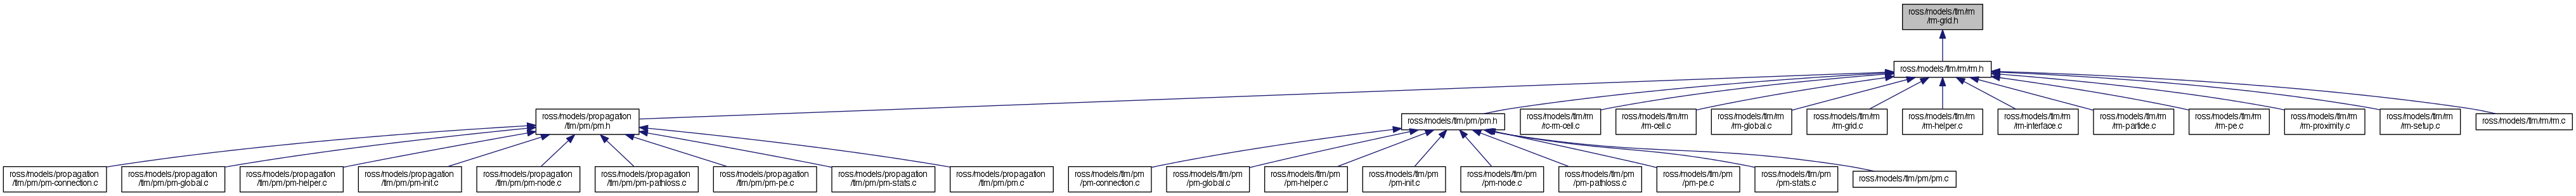 ross/models/tlm/rm
/rm-grid.h
ross/models/tlm/rm/rm.h
ross/models/propagation
/tlm/pm/pm.h
ross/models/tlm/pm/pm.h
ross/models/tlm/rm
/rc-rm-cell.c
ross/models/tlm/rm
/rm-cell.c
ross/models/tlm/rm
/rm-global.c
ross/models/tlm/rm
/rm-grid.c
ross/models/tlm/rm
/rm-helper.c
ross/models/tlm/rm
/rm-interface.c
ross/models/tlm/rm
/rm-particle.c
ross/models/tlm/rm
/rm-pe.c
ross/models/tlm/rm
/rm-proximity.c
ross/models/tlm/rm
/rm-setup.c
ross/models/tlm/rm/rm.c
ross/models/propagation
/tlm/pm/pm-connection.c
ross/models/propagation
/tlm/pm/pm-global.c
ross/models/propagation
/tlm/pm/pm-helper.c
ross/models/propagation
/tlm/pm/pm-init.c
ross/models/propagation
/tlm/pm/pm-node.c
ross/models/propagation
/tlm/pm/pm-pathloss.c
ross/models/propagation
/tlm/pm/pm-pe.c
ross/models/propagation
/tlm/pm/pm-stats.c
ross/models/propagation
/tlm/pm/pm.c
ross/models/tlm/pm
/pm-connection.c
ross/models/tlm/pm
/pm-global.c
ross/models/tlm/pm
/pm-helper.c
ross/models/tlm/pm
/pm-init.c
ross/models/tlm/pm
/pm-node.c
ross/models/tlm/pm
/pm-pathloss.c
ross/models/tlm/pm
/pm-pe.c
ross/models/tlm/pm
/pm-stats.c
ross/models/tlm/pm/pm.c